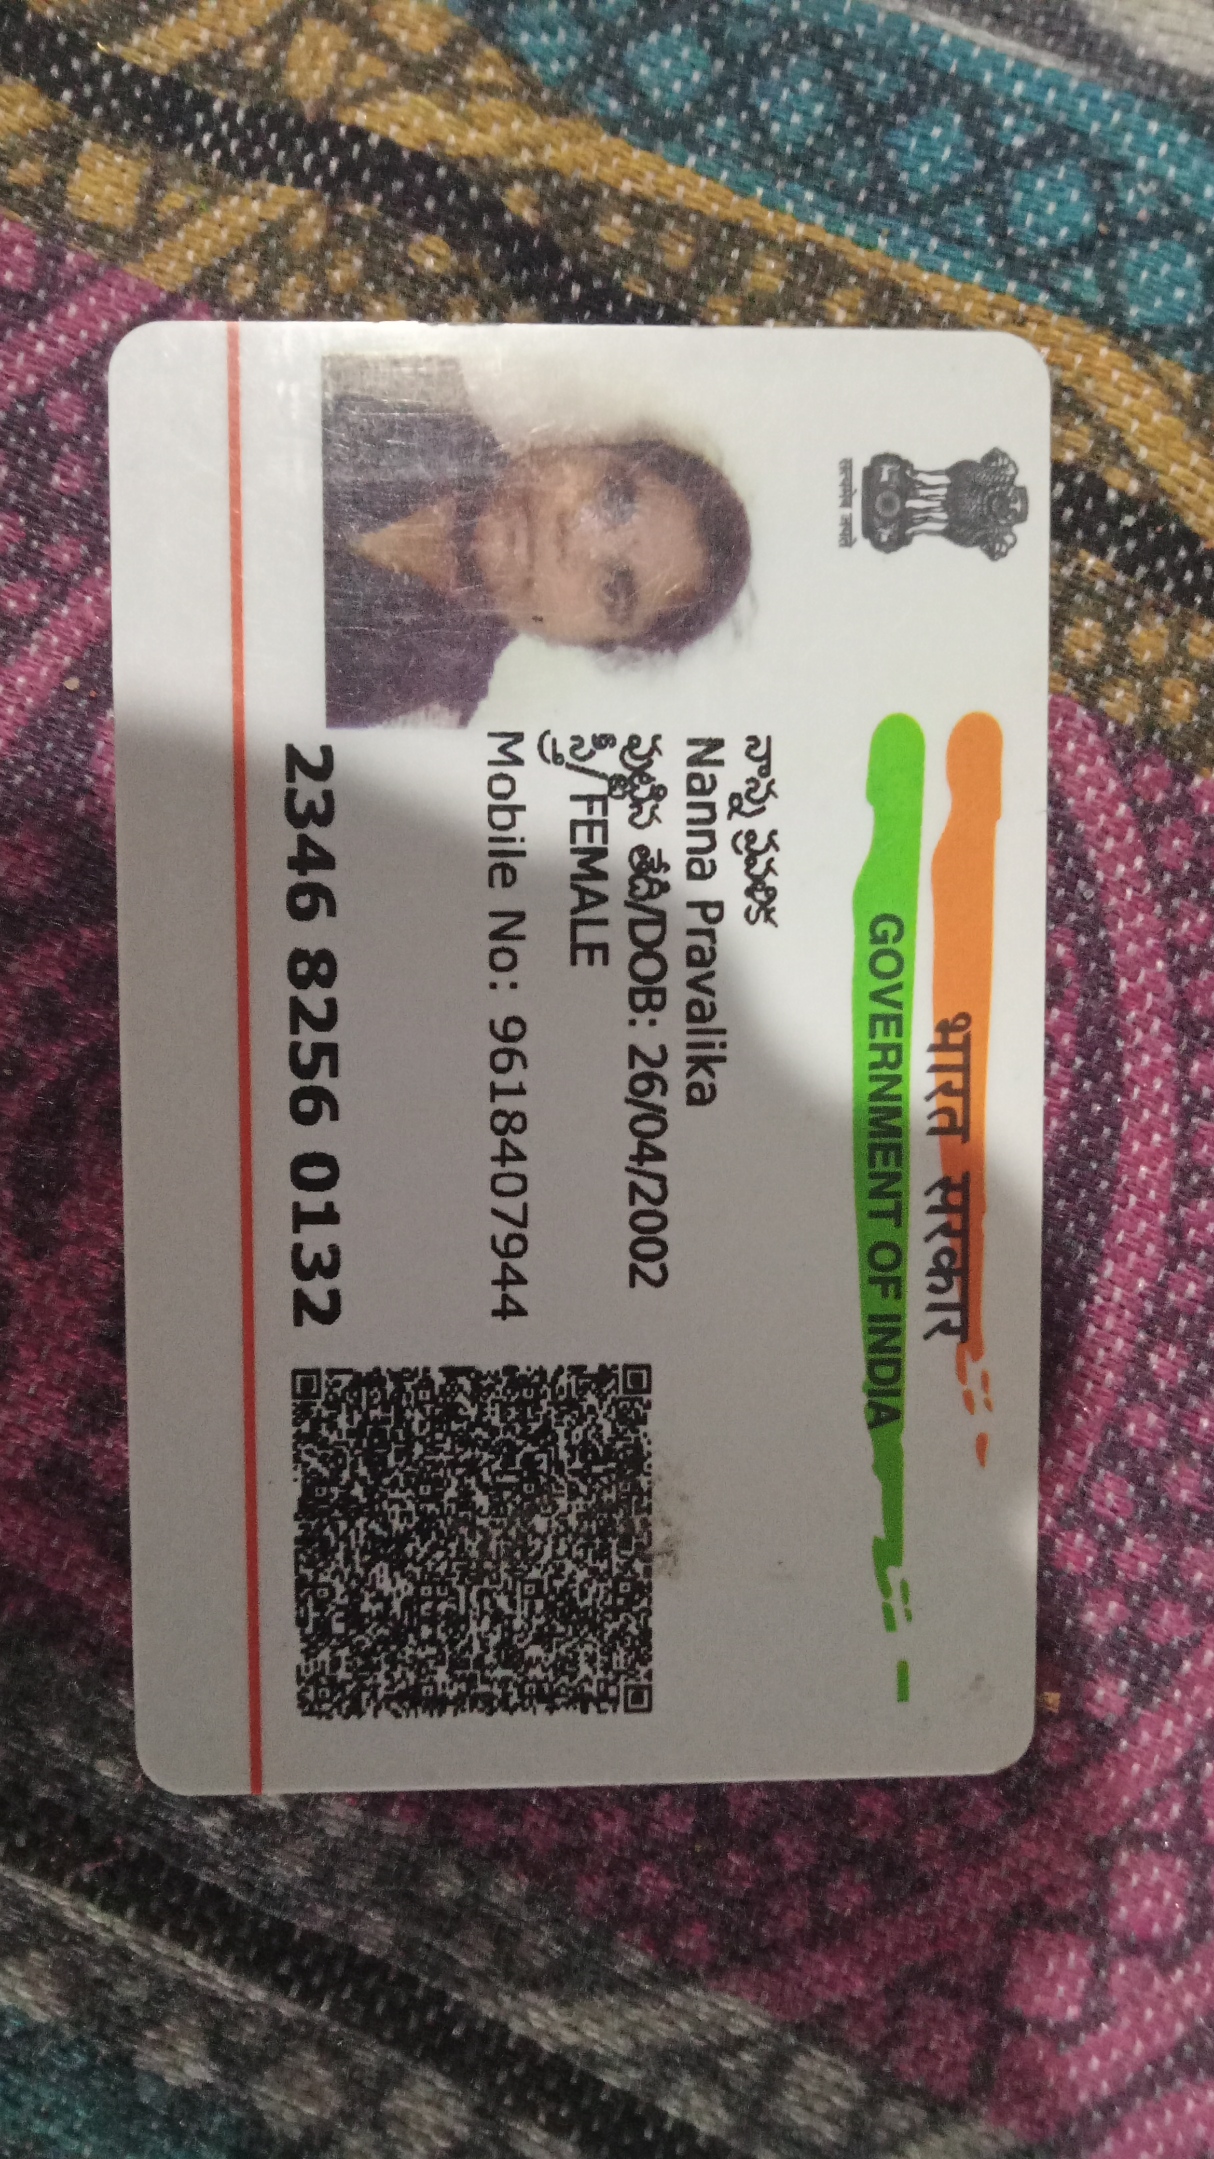 भारत सरकार
GOVERNMENT OF INDIA
सत्यमेव जयते
నాన్న ప్రవళిక
Nanna Pravalika
పుట్టిన తేదీ/DOB: 26/04/2002
స్త్రీ/FEMALE
Mobile No: 9618407944
2346 8256 0132